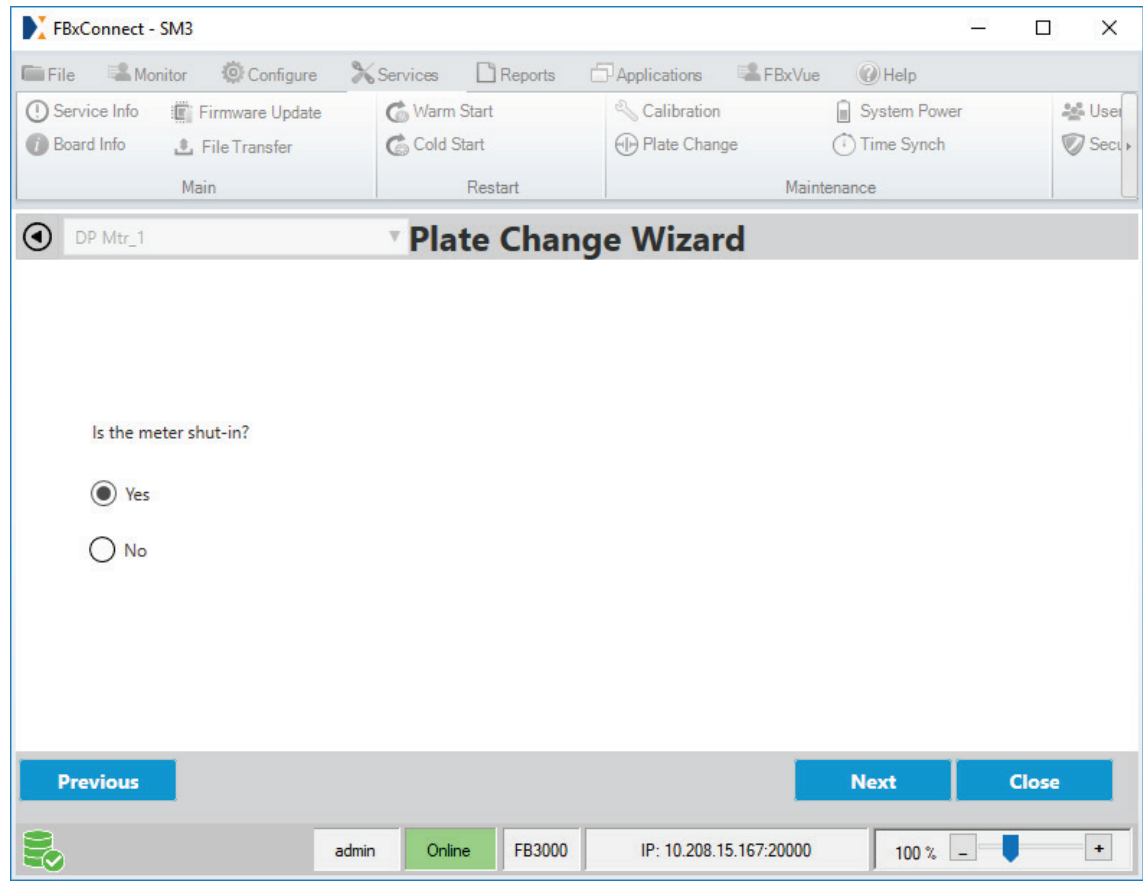 FBxConnect - SM3
File Monitor Configure Services Reports Applications FBxVue Help
Service Info Firmware Update Warm Start Calibration System Power User
Board Info File Transfer Cold Start Plate Change Time Synch Secu
Main Restart Maintenance
DP Mtr_1 Plate Change Wizard
Is the meter shut-in?
Yes
No
Previous Next Close
admin Online FB3000 IP: 10.208.15.167:20000 100 % - +